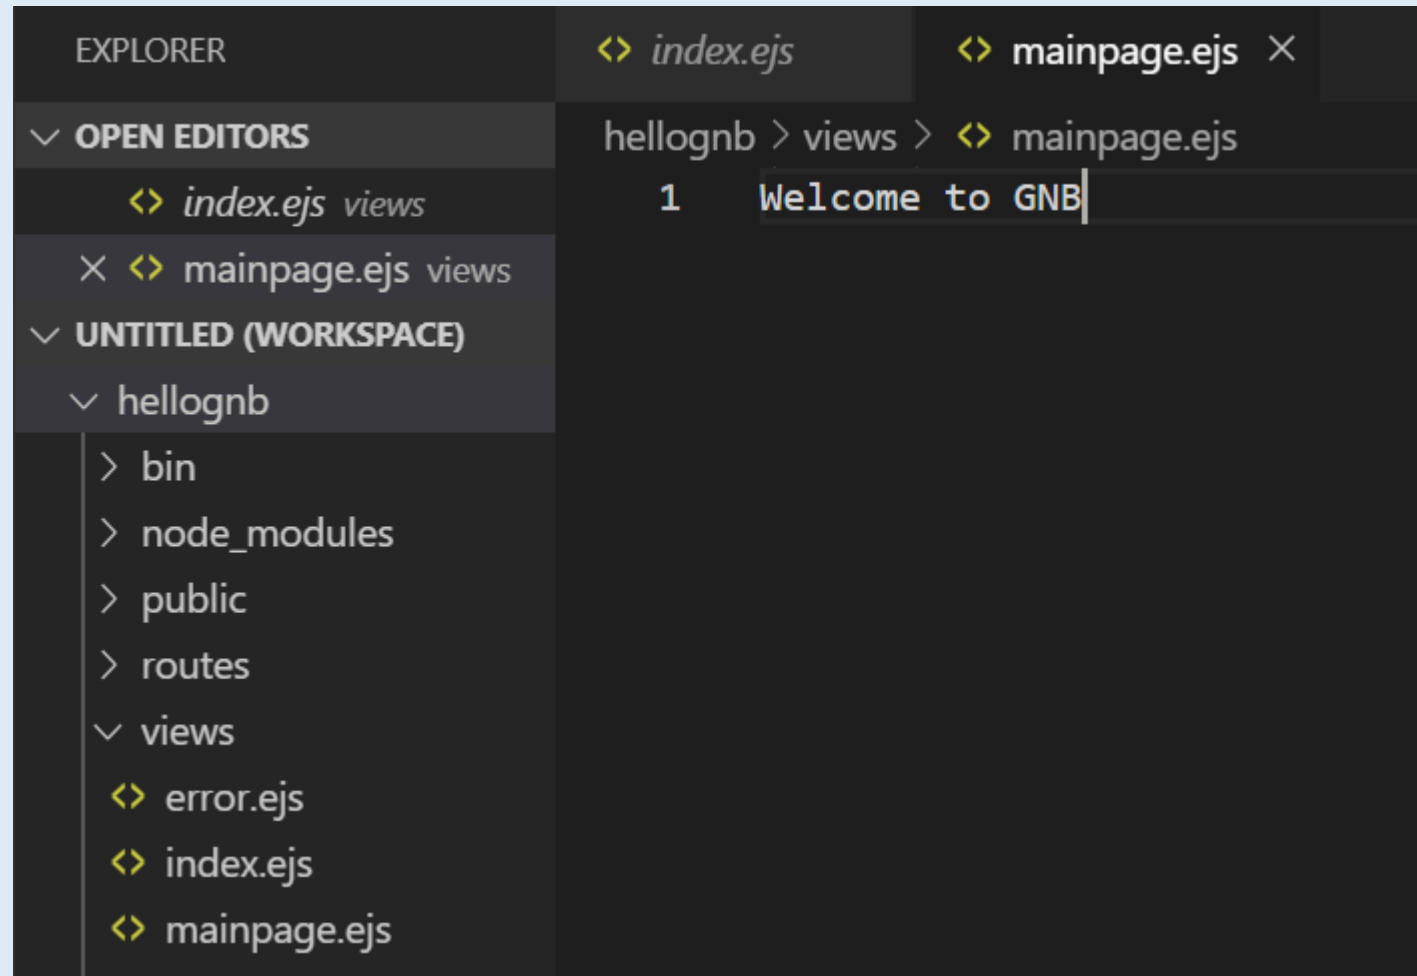 EXPLORER
OPEN EDITORS
index.ejs views
mainpage.ejs views
UNTITLED (WORKSPACE)
hellognb
bin
node_modules
public
routes
views
error.ejs
index.ejs
mainpage.ejs
index.ejs mainpage.ejs
hellognb > views > <> mainpage.ejs
1 Welcome to GNB